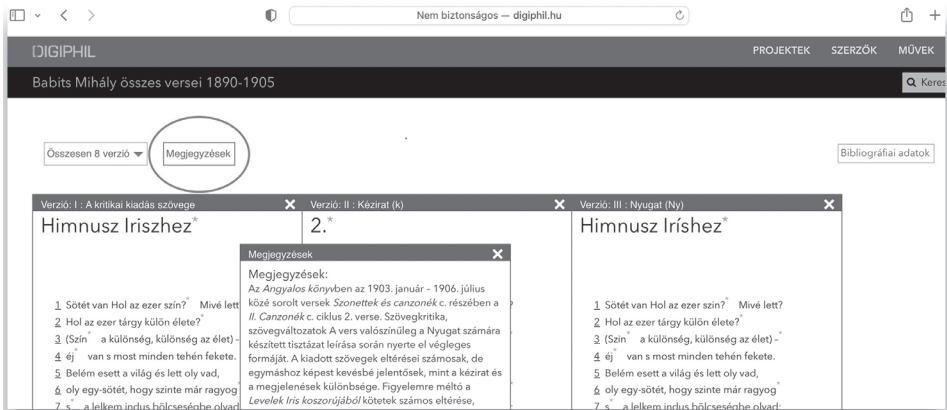 Nem biztonságos — digiphil.hu
DIGIPHIL
PROJEKTEK SZERZŐK MŰVEK
Babits Mihály összes versei 1890-1905
Keres
Összesen 8 verzió
Megjegyzések
Bibliográfiai adatok
Verzió: I : A kritikai kiadás szövege
Himnusz Iriszhez*
1 Sötét van Hol az ezer szín?* Mivé lett
2 Hol az ezer tárgy külön élete?*
3 (Szín* a különség, különség az élet) –
4 éj* van s most minden tehén fekete.
5 Belém esett a világ és lett oly vad,
6 oly egy-sötét, hogy szinte már ragyog
7 s* a lelkem indus bölcseségbe olvad
Verzió: II : Kézirat (k)
2.*
Megjegyzések
Megjegyzések:
Az Angyalos könyvben az 1903. január – 1906. július
közé sorolt versek Szonettek és canzonék c. részében a
II. Canzonék c. ciklus 2. verse. Szövegkritika,
szövegváltozatok A vers valószínűleg a Nyugat számára
készített tisztázat leírása során nyerte el végleges
formáját. A kiadott szövegek eltérései számosak, de
egymáshoz képest kevésbé jelentősek, mint a kézirat és
a megjelenések különbsége. Figyelemre méltó a
Levelek Iris koszorújából kötetek számos eltérése,
?
Verzió: III : Nyugat (Ny)
Himnusz Iríshez*
1 Sötét van Hol az ezer szin?* Mivé lett?
2 Hol az ezer tárgy külön élete?
3 (Szin* a különség, különség az élet) –
4 éj* van s most minden tehén fekete.
5 Belém esett a világ és lett oly vad,
6 oly egy-sötét, hogy szinte már ragyog*
7 s* a lelkem indus bölcseségbe olvad;